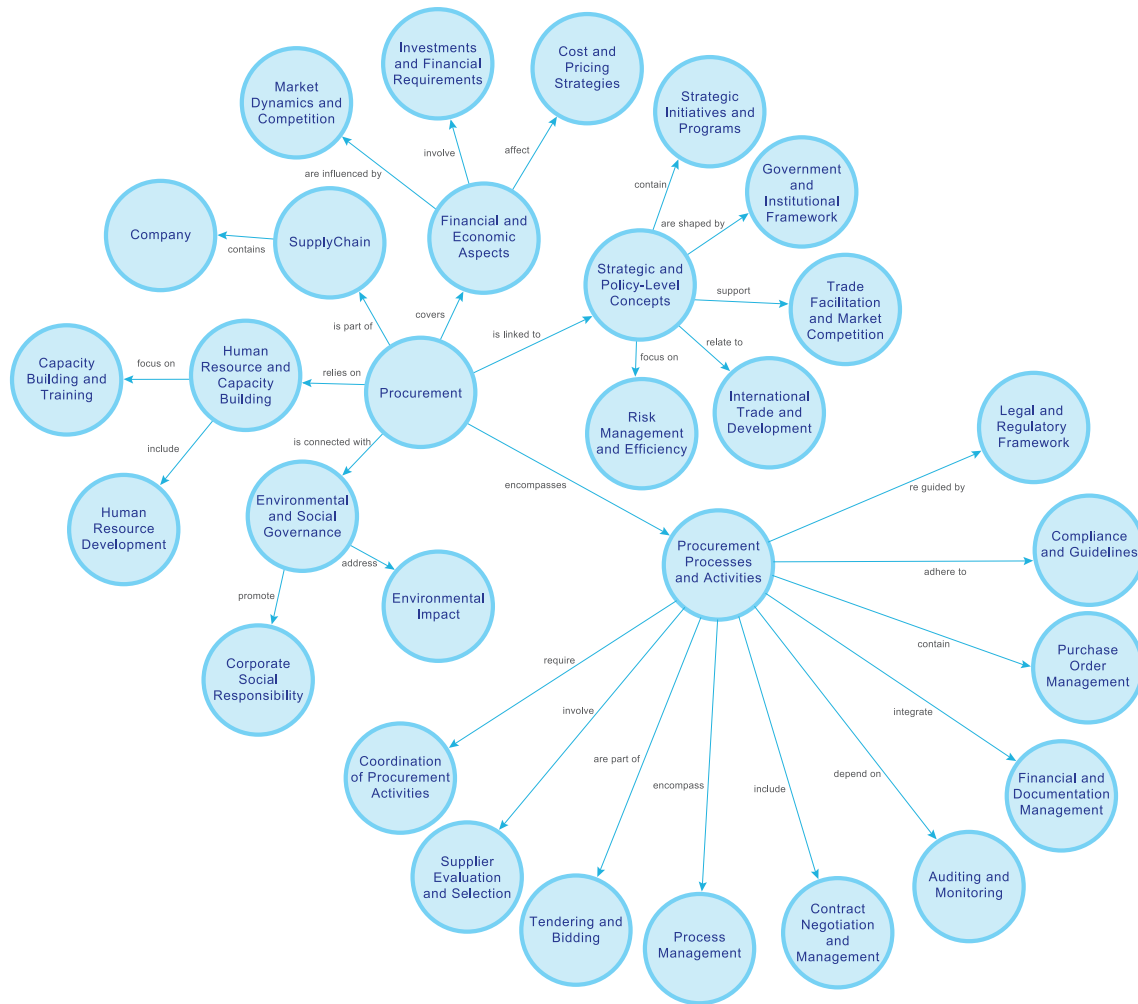 Investments
and Financial
Requirements
Cost and
Pricing
Strategies
Market
Dynamics and
Competition
Strategic
Initiatives and
Programs
involve
affect
are influenced by
contain
Government
and
Institutional
Framework
are shaped by
Company
contains
SupplyChain
Financial and
Economic
Aspects
Strategic and
Policy-Level
Concepts
support
Trade
Facilitation
and Market
Competition
is part of
covers
is linked to
relate to
focus on
Capacity
Building and
Training
focus on
Human
Resource and
Capacity
Building
relies on
Procurement
Risk
Management
and Efficiency
International
Trade and
Development
Legal and
Regulatory
Framework
include
is connected with
encompasses
re guided by
Human
Resource
Development
Environmental
and Social
Governance
address
Environmental
Impact
promote
Corporate
Social
Responsibility
Procurement
Processes
and Activities
adhere to
Compliance
and Guidelines
contain
Purchase
Order
Management
require
involve
are part of
encompass
include
depend on
integrate
Coordination
of Procurement
Activities
Financial and
Documentation
Management
Supplier
Evaluation
and Selection
Tendering and
Bidding
Process
Management
Contract
Negotiation
and
Management
Auditing and
Monitoring